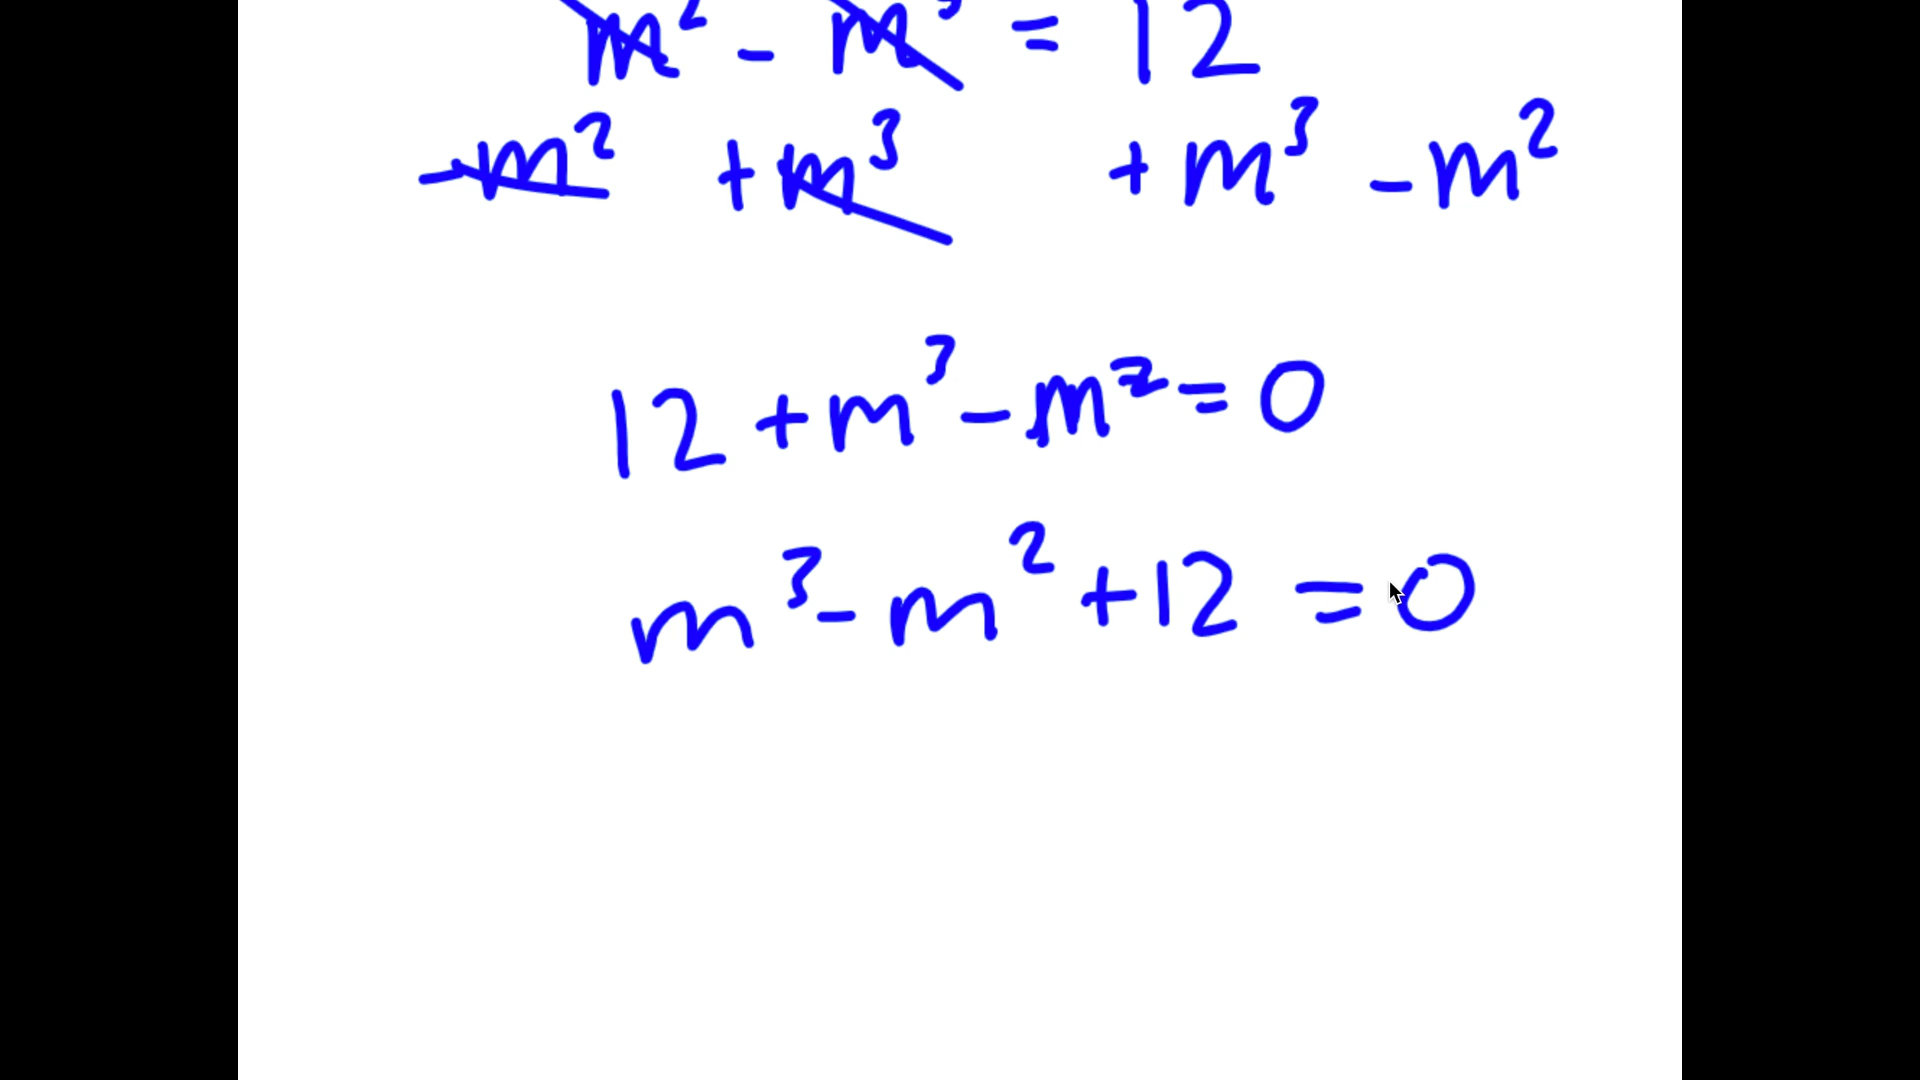 m² - m³ = 12
-m² +m³ +m³ -m²
12 +m³ -m² = 0
m³ - m² +12 = 0